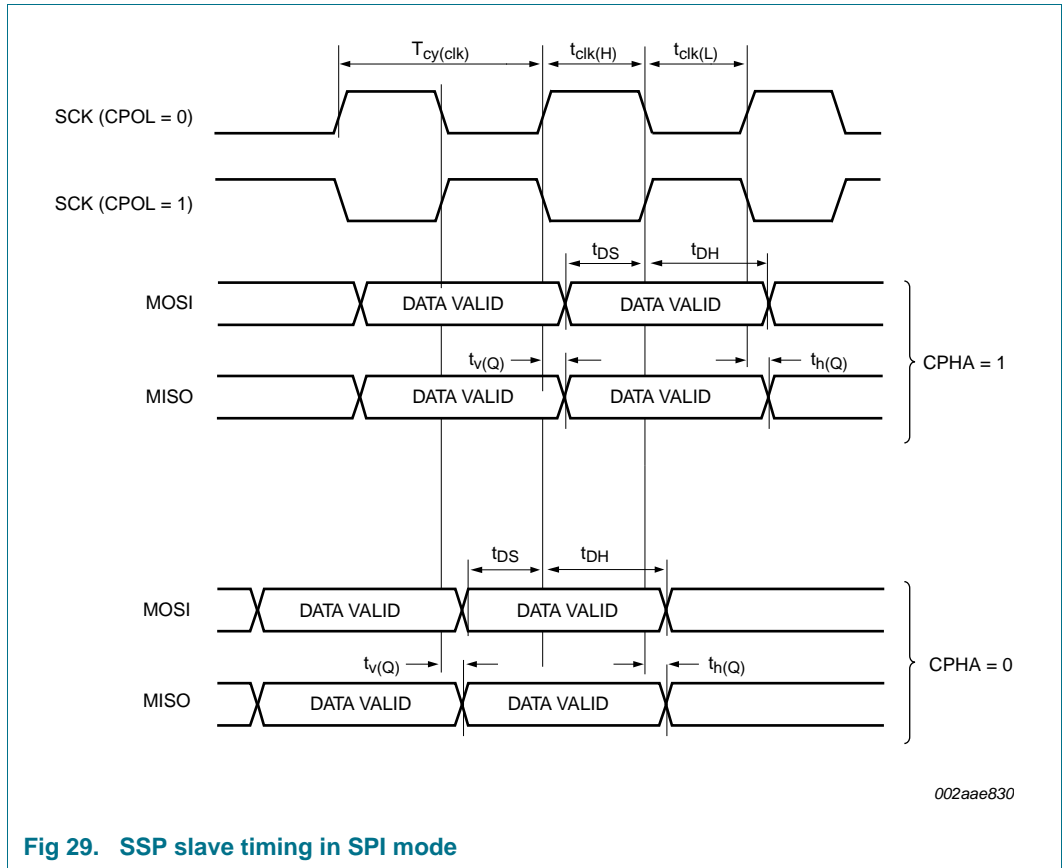 Tcy(clk) tclk(H) tclk(L)
SCK (CPOL = 0)
SCK (CPOL = 1)
tDS tDH
MOSI DATA VALID DATA VALID
tv(Q) th(Q)
CPHA = 1
MISO DATA VALID DATA VALID
tDS tDH
MOSI DATA VALID DATA VALID
tv(Q) th(Q)
CPHA = 0
MISO DATA VALID DATA VALID
002aae830
Fig 29. SSP slave timing in SPI mode